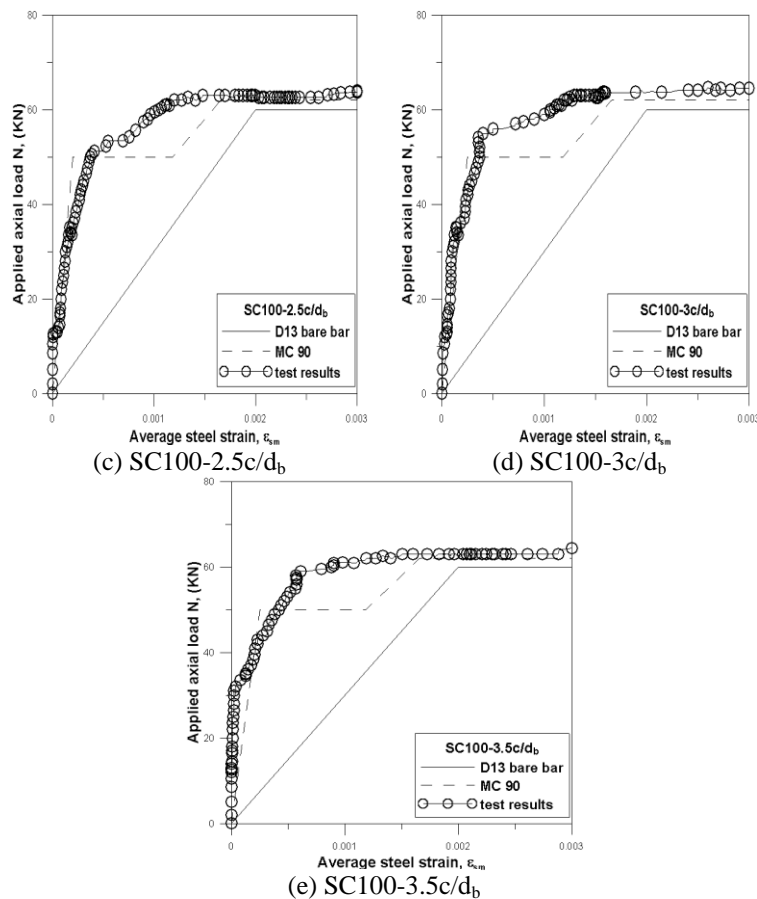 80
60
40
20
0
Applied axial load N, (KN)
SC100-2.5c/db
D13 bare bar
MC 90
test results
0 0.001 0.002 0.003
Average steel strain, εsm
(c) SC100-2.5c/db
80
60
40
20
0
Applied axial load N, (KN)
SC100-3c/db
D13 bare bar
MC 90
test results
0 0.001 0.002 0.003
Average steel strain, εsm
(d) SC100-3c/db
80
60
40
20
0
Applied axial load N, (KN)
SC100-3.5c/db
D13 bare bar
MC 90
test results
0 0.001 0.002 0.003
Average steel strain, εsm
(e) SC100-3.5c/db